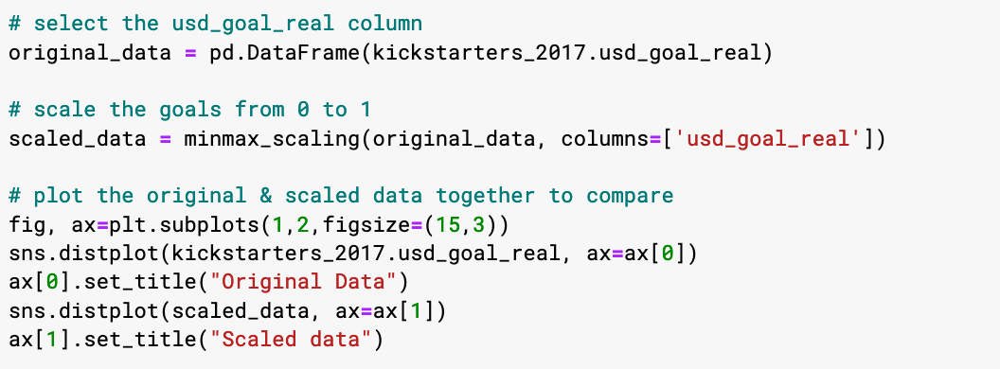 # select the usd_goal_real column
original_data = pd.DataFrame(kickstarters_2017.usd_goal_real)
# scale the goals from 0 to 1
scaled_data = minmax_scaling(original_data, columns=['usd_goal_real'])
# plot the original & scaled data together to compare
fig, ax=plt.subplots(1,2,figsize=(15,3))
sns.distplot(kickstarters_2017.usd_goal_real, ax=ax[0])
ax[0].set_title("Original Data")
sns.distplot(scaled_data, ax=ax[1])
ax[1].set_title("Scaled data")